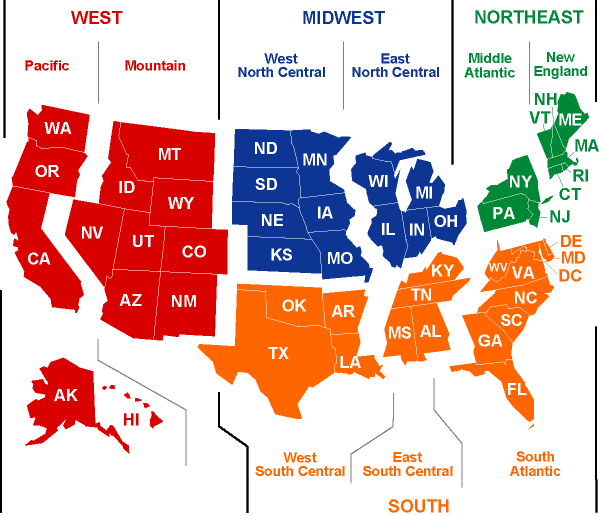 WEST
MIDWEST
NORTHEAST
Pacific
Mountain
West
North Central
East
North Central
Middle
Atlantic
New
England
WA
OR
CA
NV
MT
ID
WY
UT
CO
AZ
NM
AK
HI
ND
SD
NE
KS
MN
IA
MO
WI
MI
IL
IN
OH
NH
VT
ME
MA
RI
CT
NY
PA
NJ
OK
TX
AR
LA
KY
TN
MS
AL
WV
VA
DE
MD
DC
NC
SC
GA
FL
West
South Central
East
South Central
South
Atlantic
SOUTH